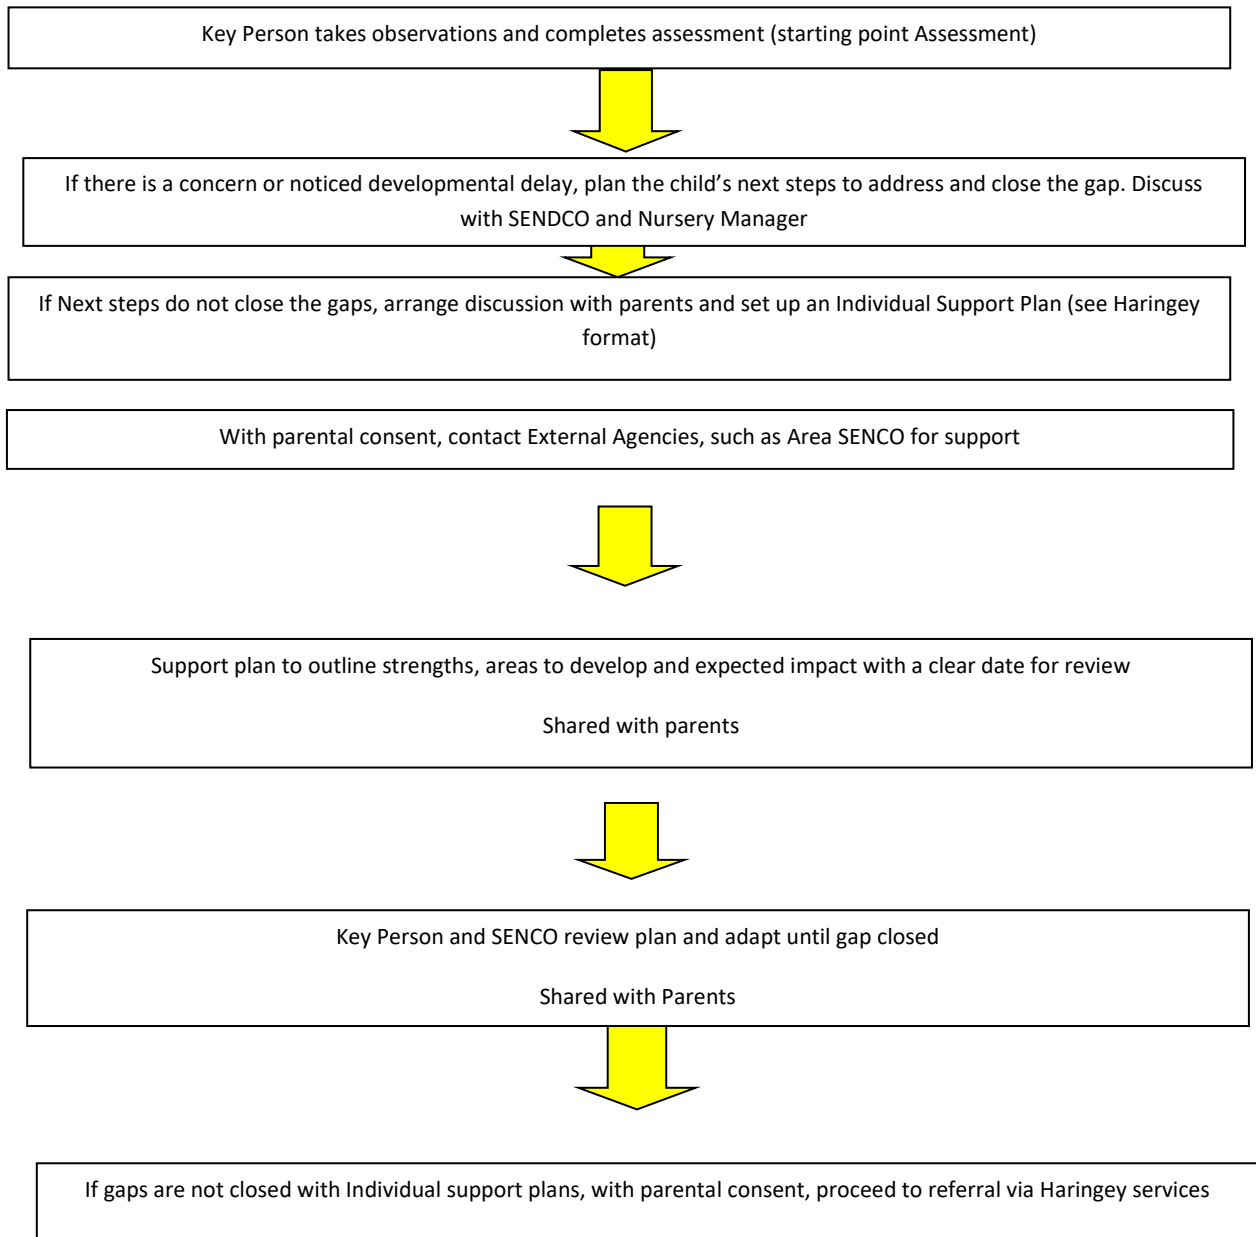 Key Person takes observations and completes assessment (starting point Assessment)
If there is a concern or noticed developmental delay, plan the child’s next steps to address and close the gap. Discuss
with SENDCO and Nursery Manager
If Next steps do not close the gaps, arrange discussion with parents and set up an Individual Support Plan (see Haringey
format)
With parental consent, contact External Agencies, such as Area SENCO for support
Support plan to outline strengths, areas to develop and expected impact with a clear date for review
Shared with parents
Key Person and SENCO review plan and adapt until gap closed
Shared with Parents
If gaps are not closed with Individual support plans, with parental consent, proceed to referral via Haringey services